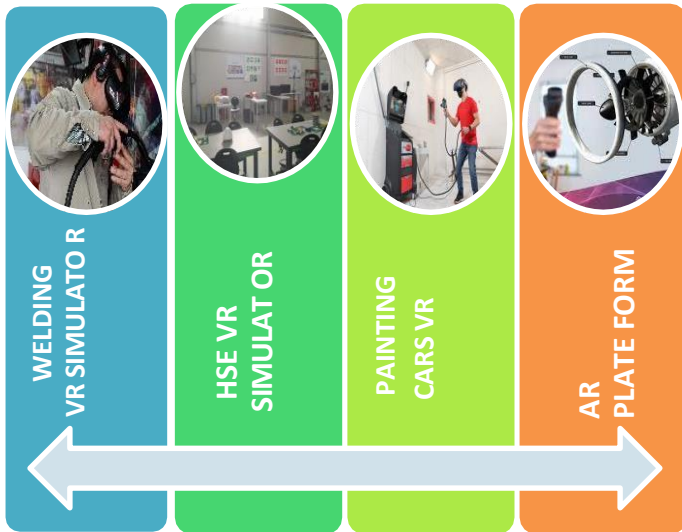 WELDING
VR SIMULATO R
HSE VR
SIMULAT OR
PAINTING
CARS VR
AR
PLATE FORM